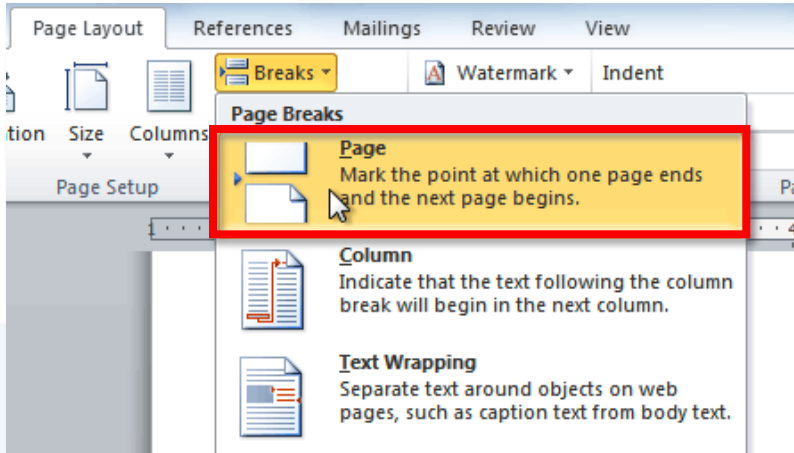 Page Layout References Mailings Review View
Breaks Watermark Indent
Size Columns
Page Setup
Page Breaks
Page
Mark the point at which one page ends
and the next page begins.
Column
Indicate that the text following the column
break will begin in the next column.
Text Wrapping
Separate text around objects on web
pages, such as caption text from body text.